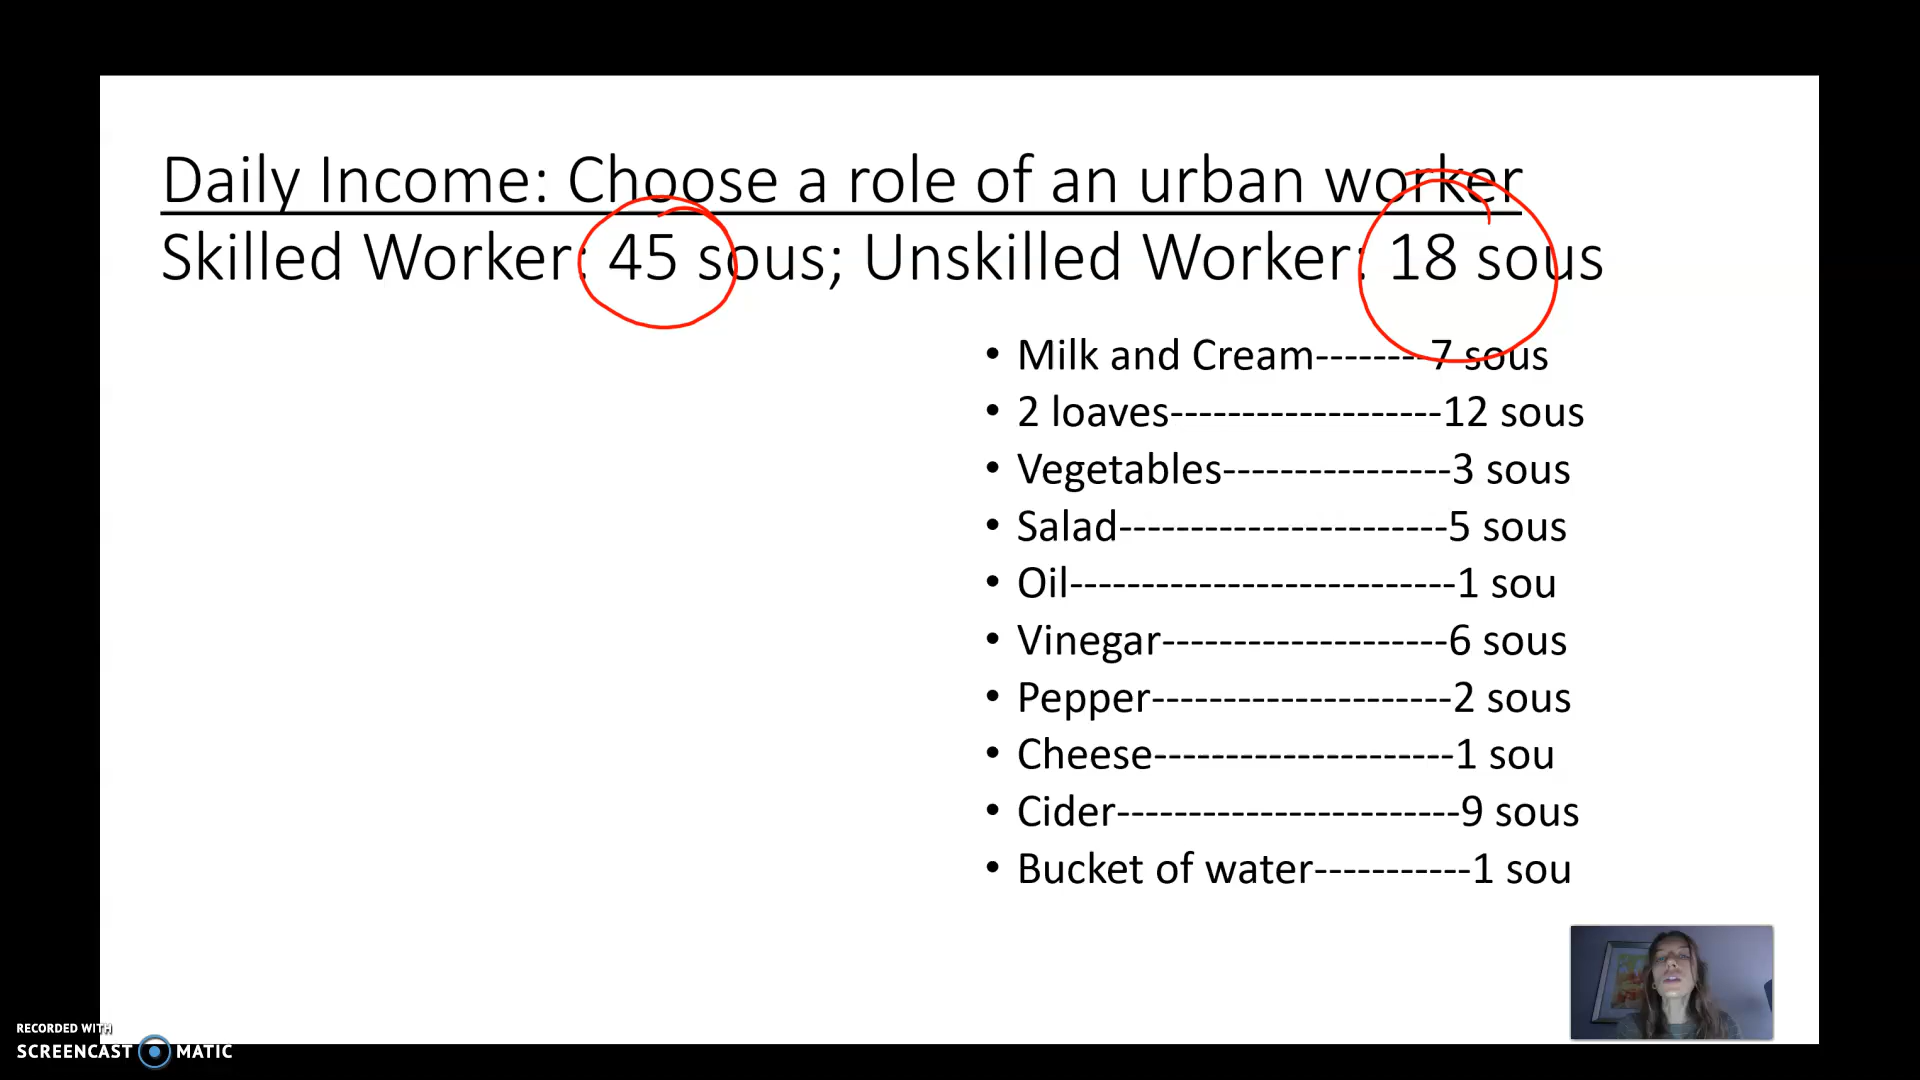 Daily Income: Choose a role of an urban worker
Skilled Worker: 45 sous; Unskilled Worker: 18 sous
• Milk and Cream--------7 sous
• 2 loaves-------------------12 sous
• Vegetables----------------3 sous
• Salad-----------------------5 sous
• Oil---------------------------1 sou
• Vinegar--------------------6 sous
• Pepper---------------------2 sous
• Cheese---------------------1 sou
• Cider------------------------9 sous
• Bucket of water-----------1 sou
RECORDED WITH
SCREENCAST MATIC